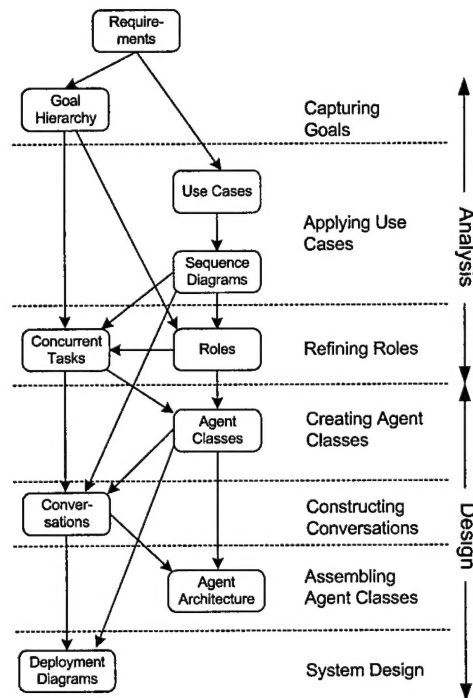 Require-
ments
Goal
Hierarchy
Capturing
Goals
Use Cases
Applying Use
Cases
Sequence
Diagrams
Analysis
Concurrent
Tasks
Roles
Refining Roles
Agent
Classes
Creating Agent
Classes
Conver-
sations
Constructing
Conversations
Design
Agent
Architecture
Assembling
Agent Classes
Deployment
Diagrams
System Design